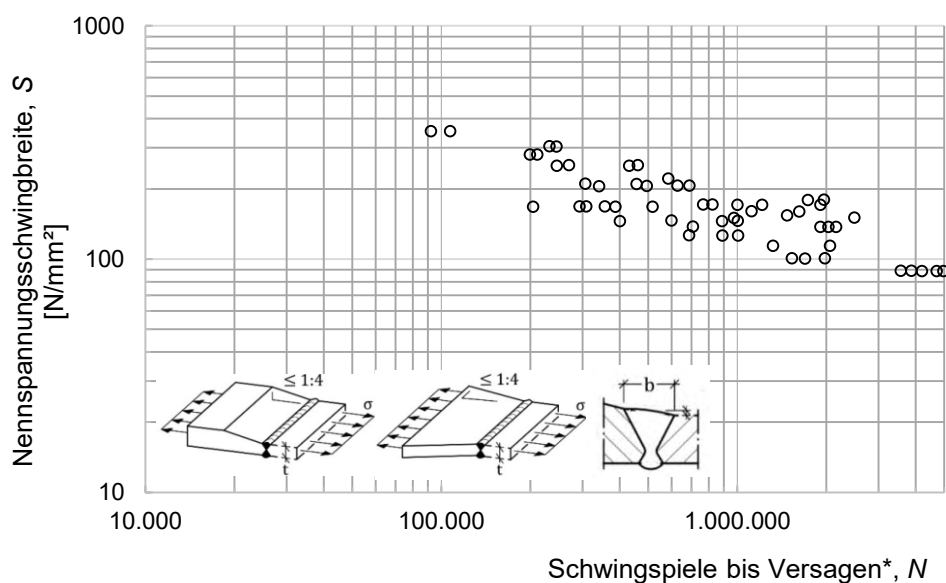 1000
Nennspannungsschwingbreite, S
[N/mm²]
100
≤ 1:4
≤ 1:4
b
σ
σ
t
t
10
10.000
100.000
1.000.000
Schwingspiele bis Versagen*, N